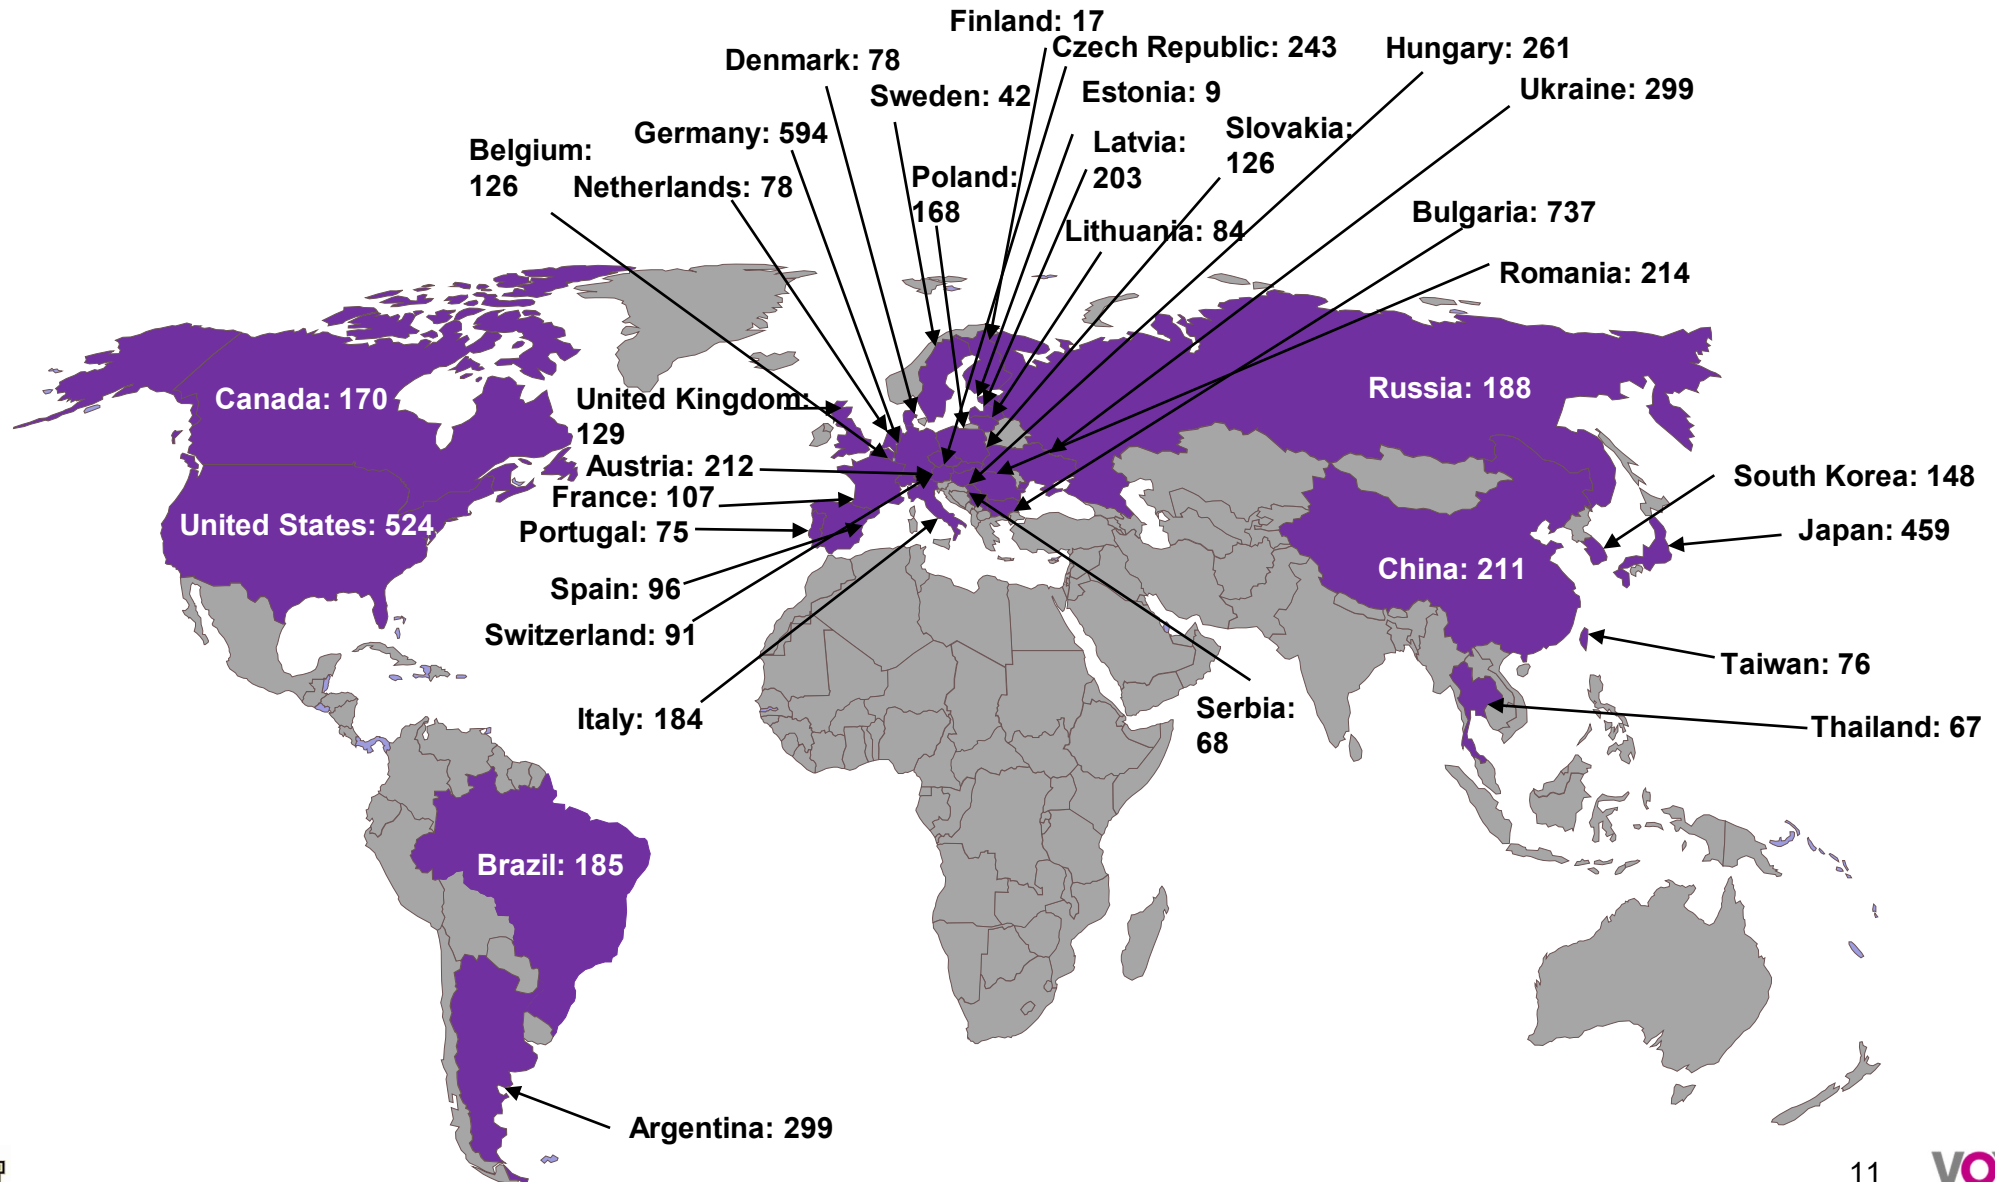 Finland: 17
Czech Republic: 243
Hungary: 261
Denmark: 78
Ukraine: 299
Sweden: 42
Estonia: 9
Germany: 594
Slovakia:
126
Latvia:
203
Belgium:
126
Netherlands: 78
Poland:
168
Bulgaria: 737
Lithuania: 84
Romania: 214
Canada: 170
United Kingdom:
129
Russia: 188
Austria: 212
France: 107
South Korea: 148
United States: 524
Portugal: 75
Japan: 459
China: 211
Spain: 96
Switzerland: 91
Taiwan: 76
Italy: 184
Serbia:
68
Thailand: 67
Brazil: 185
Argentina: 299
11